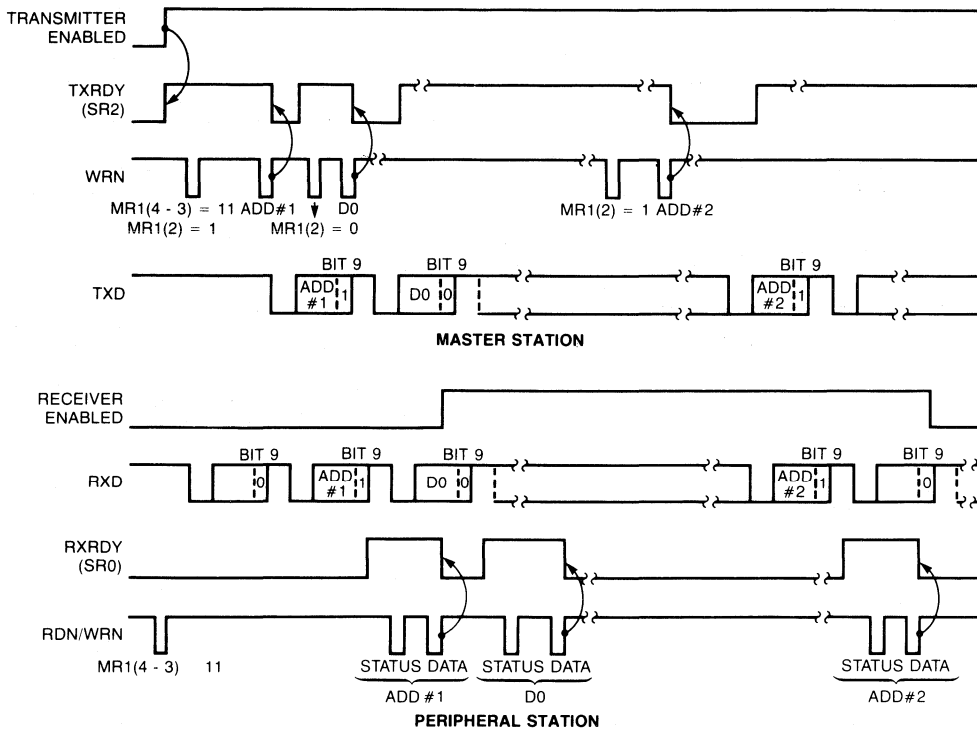 TRANSMITTER
ENABLED
TXRDY
(SR2)
WRN
MR1(4 - 3) = 11 ADD#1 D0 MR1(2) = 1 ADD#2
MR1(2) = 1 MR1(2) = 0
BIT 9 BIT 9 BIT 9
TXD
ADD #1 1 D0 0 ADD #2 1
MASTER STATION
RECEIVER
ENABLED
BIT 9 BIT 9 BIT 9 BIT 9 BIT 9
RXD
0 ADD #1 1 D0 0 ADD #2 1 0
RXRDY
(SR0)
RDN/WRN
MR1(4 - 3) 11 STATUS DATA STATUS DATA STATUS DATA
ADD #1 D0 ADD#2
PERIPHERAL STATION